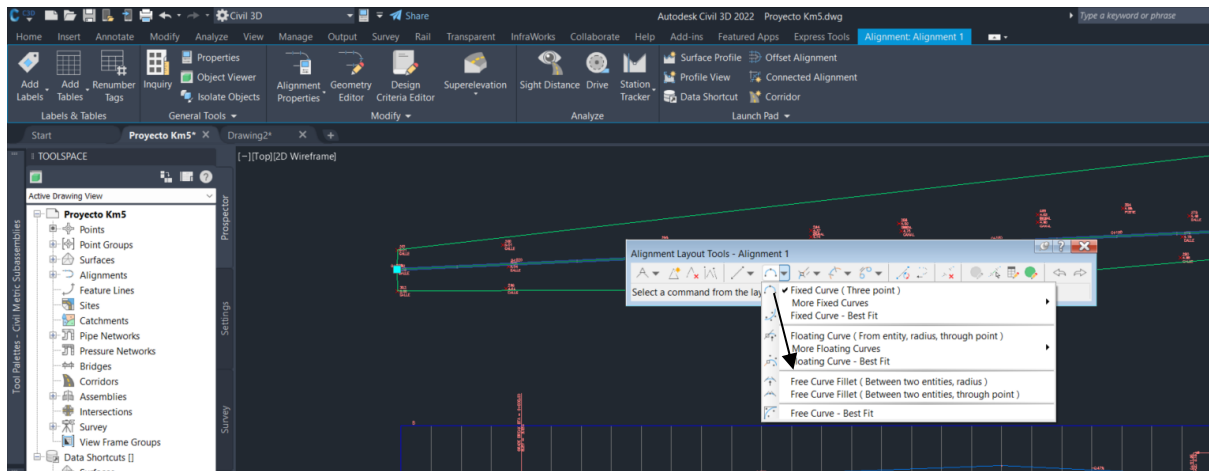 C3D Civil 3D Share Autodesk Civil 3D 2022 Proyecto Km5.dwg Type a keyword or phrase
Home Insert Annotate Modify Analyze View Manage Output Survey Rail Transparent InfraWorks Collaborate Help Add-ins Featured Apps Express Tools Alignment: Alignment 1
Properties Surface Profile Offset Alignment
Add Labels Add Tables Renumber Tags Inquiry Object Viewer Alignment Properties Geometry Editor Design Criteria Editor Superelevation Sight Distance Drive Station Tracker Profile View Connected Alignment
Isolate Objects Data Shortcut Corridor
Labels & Tables General Tools Modify Analyze Launch Pad
Start Proyecto Km5* Drawing2*
TOOLSPACE [−][Top][2D Wireframe]
Active Drawing View
Proyecto Km5
Points
Point Groups
Surfaces
Alignments
Feature Lines
Sites
Catchments
Pipe Networks
Pressure Networks
Bridges
Corridors
Assemblies
Intersections
Survey
View Frame Groups
Data Shortcuts []
Surfaces
Tool Palettes - Civil Metric Subassemblies
Prospector
Settings
Survey
Alignment Layout Tools - Alignment 1
Select a command from the lay
Fixed Curve ( Three point )
More Fixed Curves
Fixed Curve - Best Fit
Floating Curve ( From entity, radius, through point )
More Floating Curves
Floating Curve - Best Fit
Free Curve Fillet ( Between two entities, radius )
Free Curve Fillet ( Between two entities, through point )
Free Curve - Best Fit